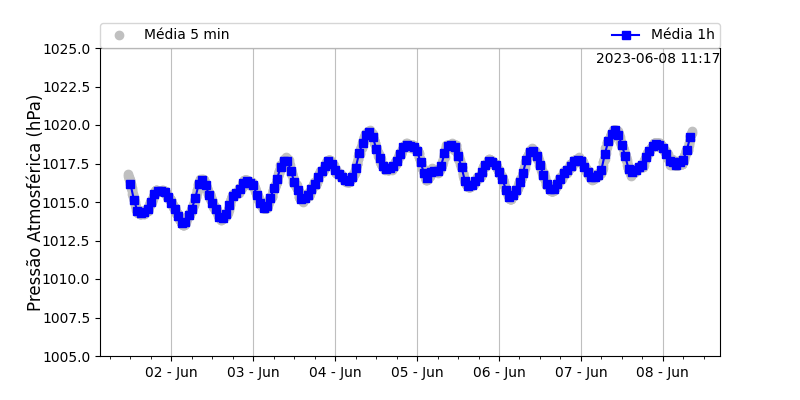 Média 5 min
Média 1h
2023-06-08 11:17
Pressão Atmosférica (hPa)
1025.0
1022.5
1020.0
1017.5
1015.0
1012.5
1010.0
1007.5
1005.0
02 - Jun
03 - Jun
04 - Jun
05 - Jun
06 - Jun
07 - Jun
08 - Jun